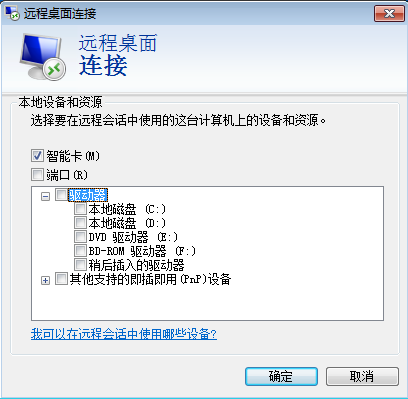 远程桌面连接
远程桌面
连接
本地设备和资源
选择要在远程会话中使用的这台计算机上的设备和资源。
智能卡(M)
端口(R)
驱动器
本地磁盘 (C:)
本地磁盘 (D:)
DVD 驱动器 (E:)
BD-ROM 驱动器 (F:)
稍后插入的驱动器
其他支持的即插即用(PnP)设备
我可以在远程会话中使用哪些设备?
确定
取消